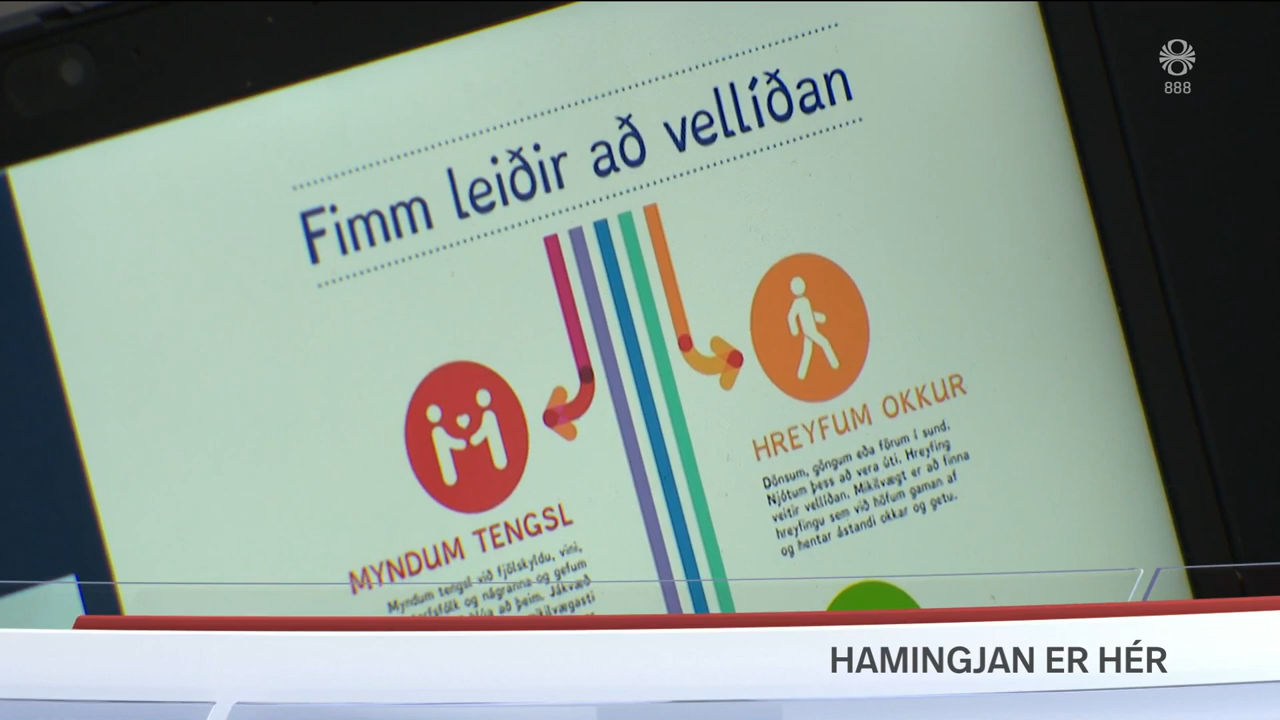 888
Fimm leiðir að vellíðan
HREYFUM OKKUR
Dönsum, göngum eða förum í sund.
Njótum þess að vera úti. Hreyfing
veitir vellíðan. Mikilvægt er að finna
hreyfingu sem við höfum gaman af
og hentar ástandi okkar og getu.
MYNDUM TENGSL
Myndum tengsl við fjölskyldu, vini,
og nágranna og gefum
að þeim. Jákvæð
HAMINGJAN ER HÉR